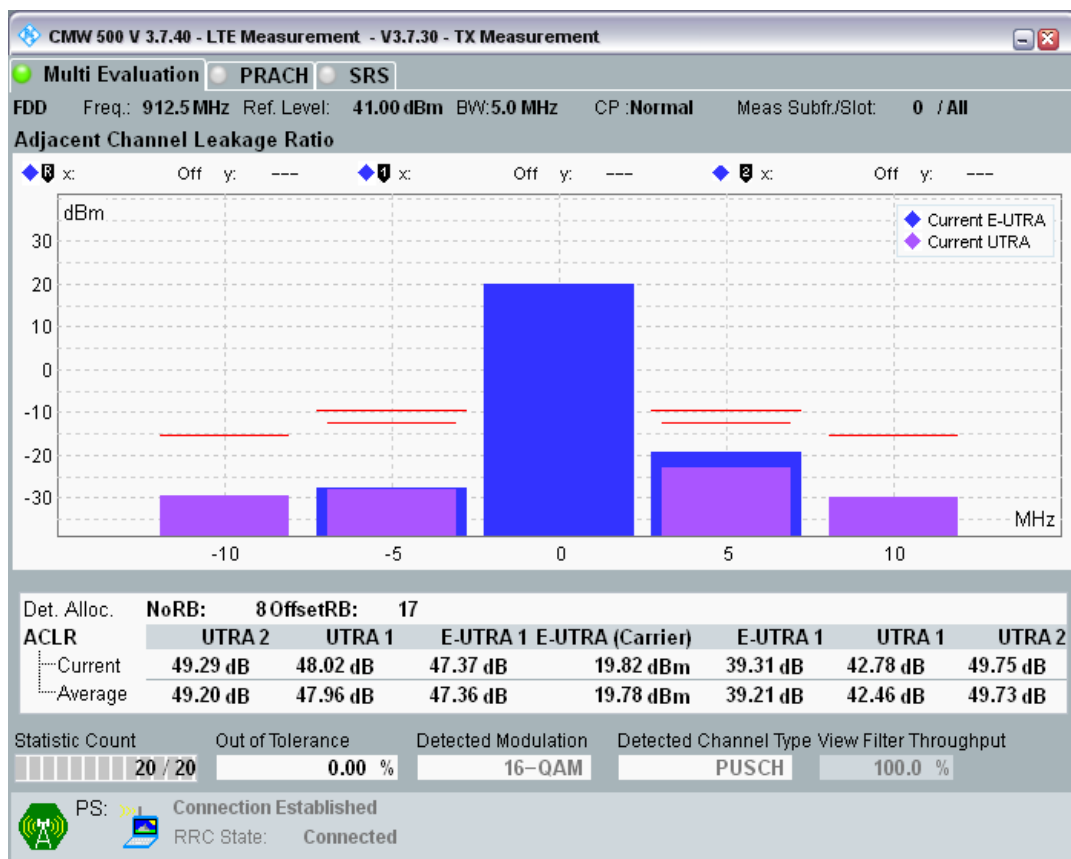 CMW 500 V 3.7.40 - LTE Measurement - V3.7.30 - TX Measurement
Multi Evaluation PRACH SRS
FDD Freq.: 912.5 MHz Ref. Level: 41.00 dBm BW:5.0 MHz CP :Normal Meas Subfr./Slot: 0 / All
Adjacent Channel Leakage Ratio
R x: Off y: --- 1 x: Off y: --- 2 x: Off y: ---
dBm
Current E-UTRA
Current UTRA
30
20
10
0
-10
-20
-30
MHz
-10 -5 0 5 10
Det. Alloc. NoRB: 8 OffsetRB: 17
ACLR UTRA 2 UTRA 1 E-UTRA 1 E-UTRA (Carrier) E-UTRA 1 UTRA 1 UTRA 2
Current 49.29 dB 48.02 dB 47.37 dB 19.82 dBm 39.31 dB 42.78 dB 49.75 dB
Average 49.20 dB 47.96 dB 47.36 dB 19.78 dBm 39.21 dB 42.46 dB 49.73 dB
Statistic Count Out of Tolerance Detected Modulation Detected Channel Type View Filter Throughput
20 / 20 0.00 % 16-QAM PUSCH 100.0 %
PS: Connection Established
RRC State: Connected